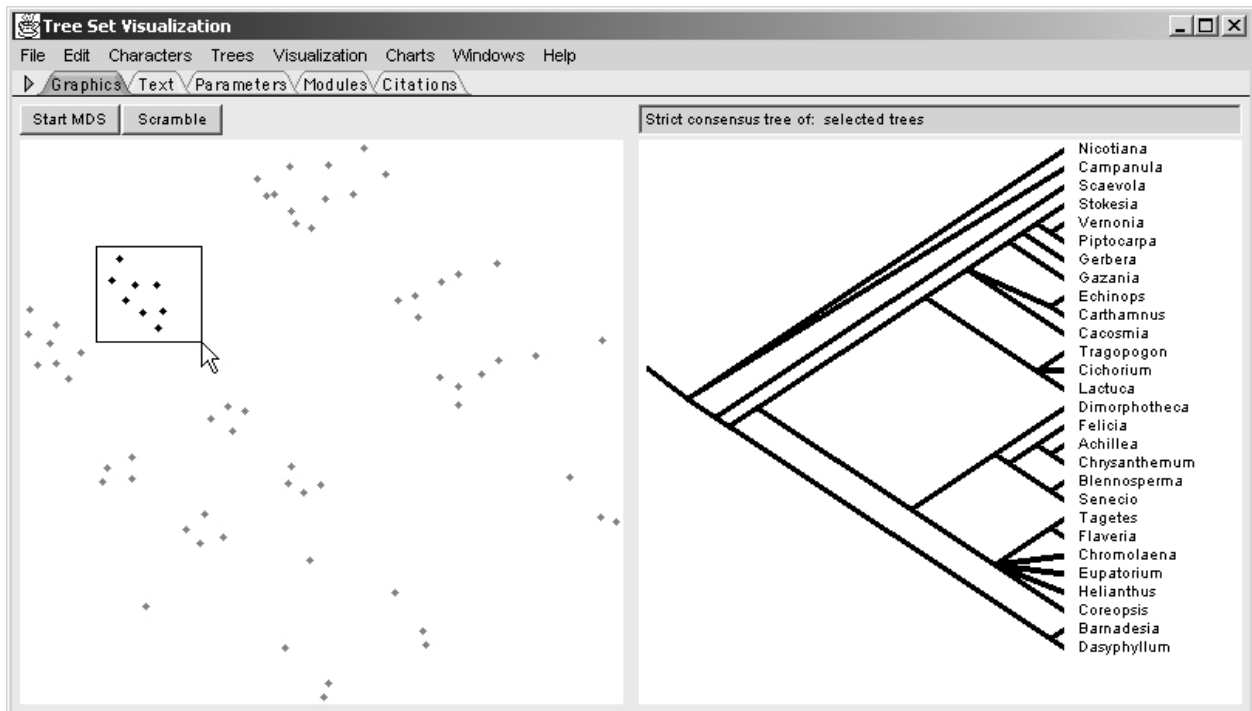 Tree Set Visualization
File Edit Characters Trees Visualization Charts Windows Help
Graphics Text Parameters Modules Citations
Start MDS Scramble
Strict consensus tree of: selected trees
Nicotiana
Campanula
Scaevola
Stokesia
Vernonia
Piptocarpa
Gerbera
Gazania
Echinops
Carthamnus
Cacosmia
Tragopogon
Cichorium
Lactuca
Dimorphotheca
Felicia
Achillea
Chrysanthemum
Blennosperma
Senecio
Tagetes
Flaveria
Chromolaena
Eupatorium
Helianthus
Coreopsis
Barnadesia
Dasyphyllum